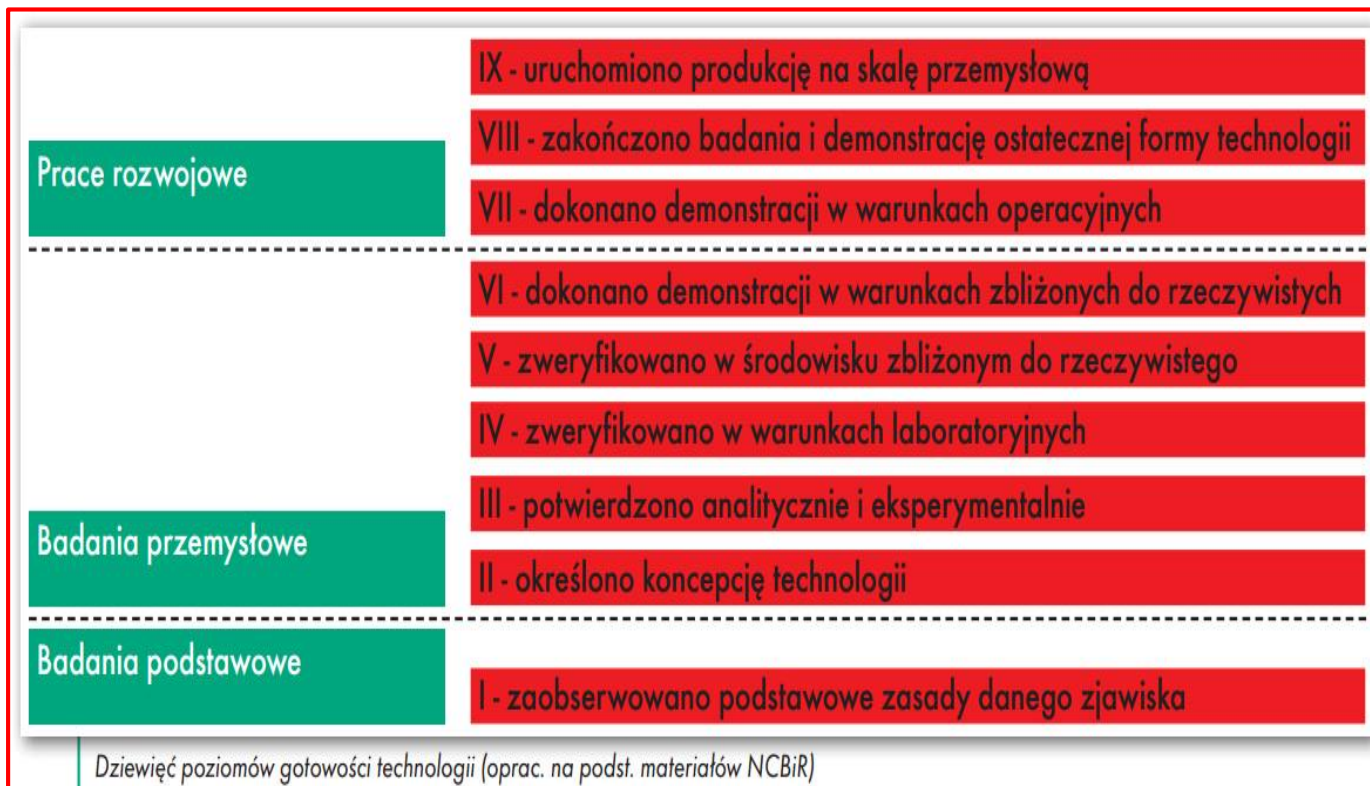 IX - uruchomiono produkcję na skalę przemysłową
VIII - zakończono badania i demonstrację ostatecznej formy technologii
Prace rozwojowe
VII - dokonano demonstracji w warunkach operacyjnych
VI - dokonano demonstracji w warunkach zbliżonych do rzeczywistych
V - zweryfikowano w środowisku zbliżonym do rzeczywistego
IV - zweryfikowano w warunkach laboratoryjnych
III - potwierdzono analitycznie i eksperymentalnie
Badania przemysłowe
II - określono koncepcję technologii
Badania podstawowe
I - zaobserwowano podstawowe zasady danego zjawiska
Dziewięć poziomów gotowości technologii (oprac. na podst. materiałów NCBiR)